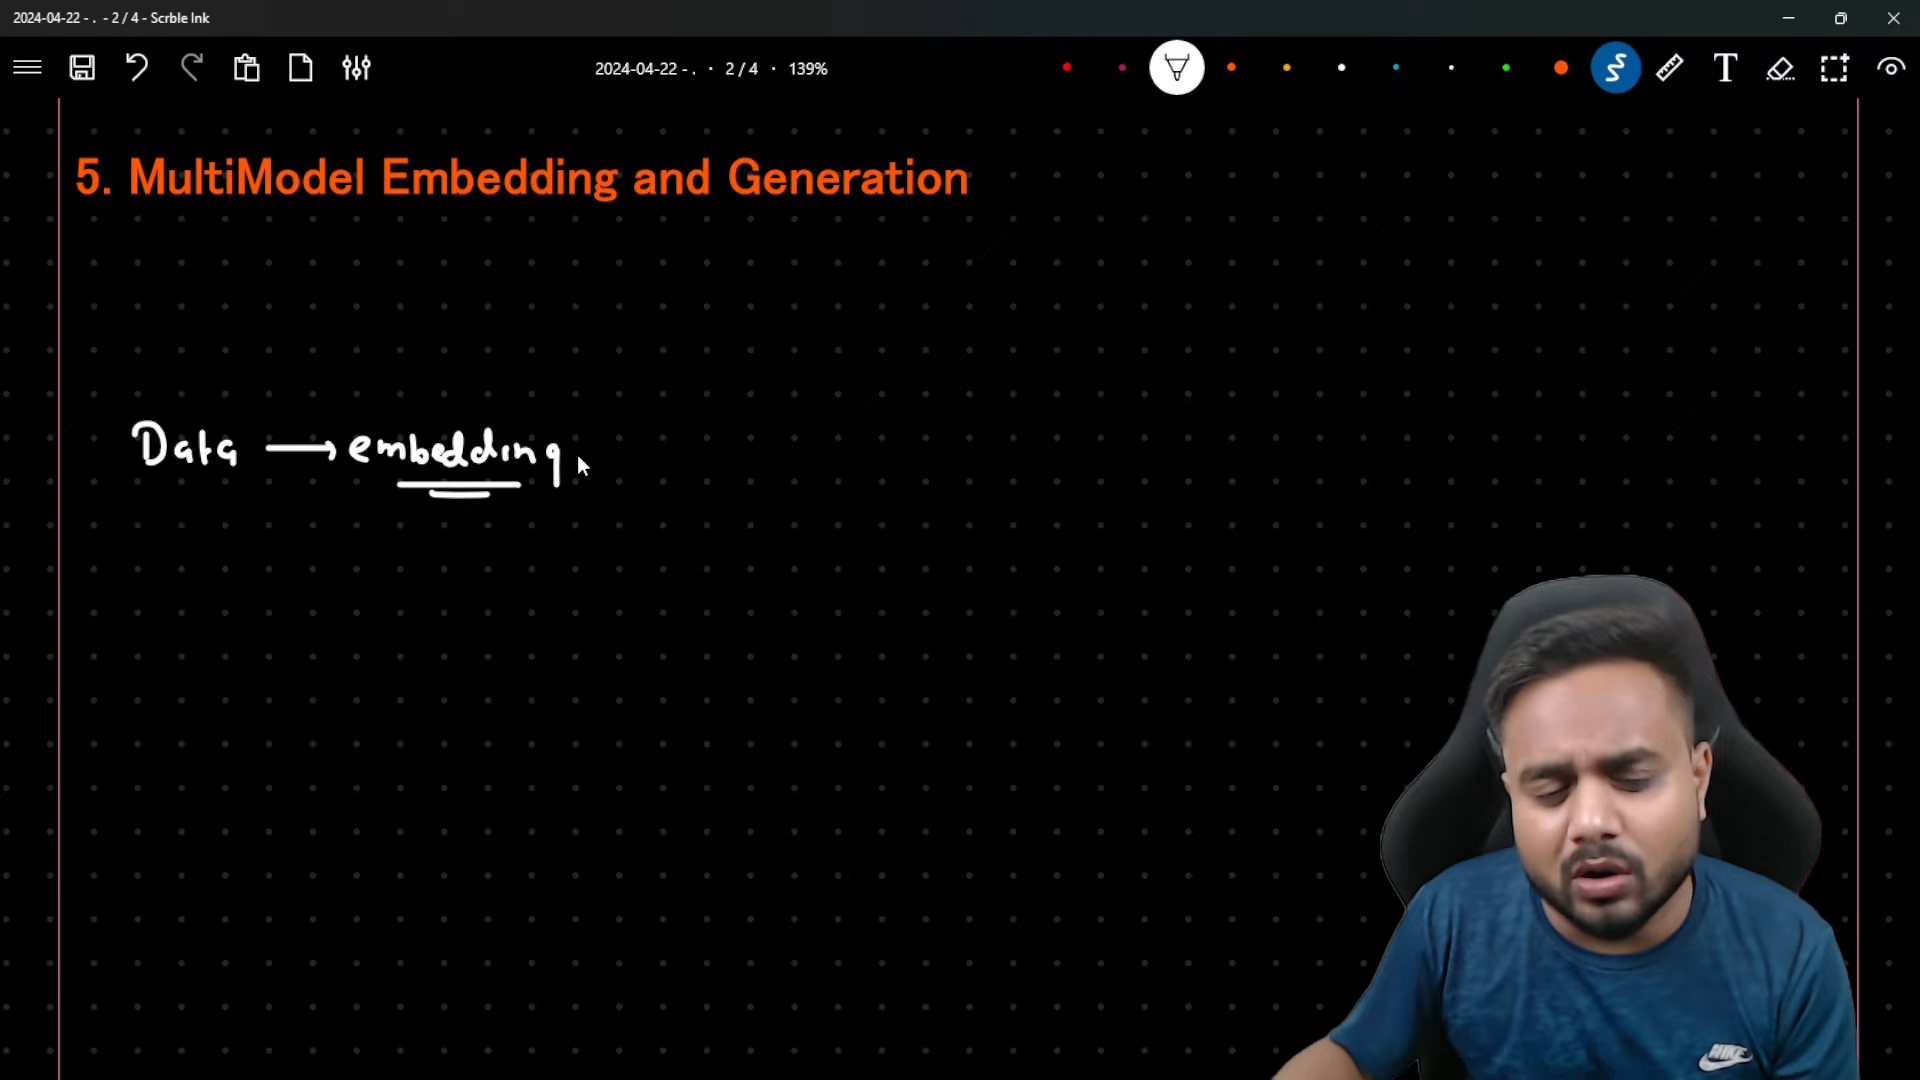 2024-04-22 - . - 2 / 4 - Scrble Ink
2024-04-22 - . · 2 / 4 · 139%
T
5. MultiModel Embedding and Generation
Data → embedding
NIKE